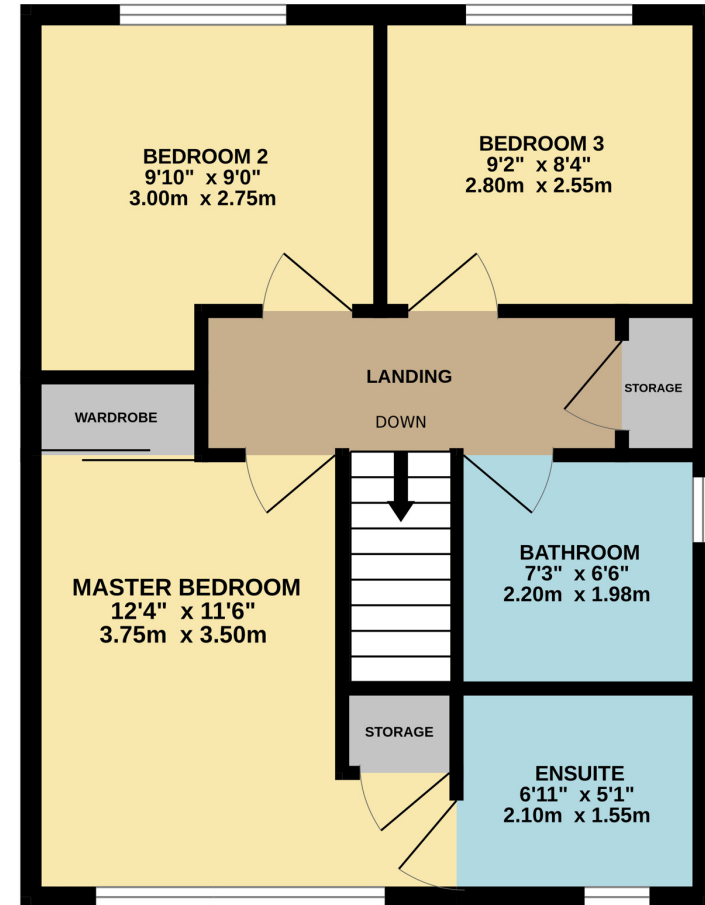 BEDROOM 2
9'10" x 9'0"
3.00m x 2.75m
BEDROOM 3
9'2" x 8'4"
2.80m x 2.55m
LANDING
DOWN
STORAGE
WARDROBE
MASTER BEDROOM
12'4" x 11'6"
3.75m x 3.50m
BATHROOM
7'3" x 6'6"
2.20m x 1.98m
STORAGE
ENSUITE
6'11" x 5'1"
2.10m x 1.55m